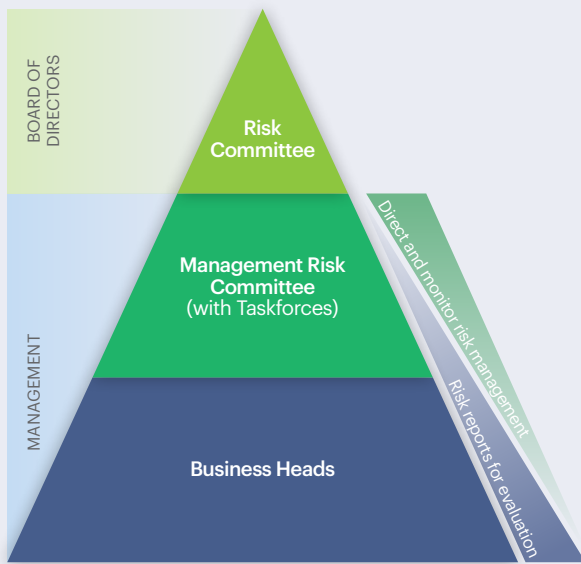 BOARD OF
DIRECTORS
Risk
Committee
Management Risk
Committee
(with Taskforces)
MANAGEMENT
Business Heads
Direct and monitor risk management
Risk reports for evaluation